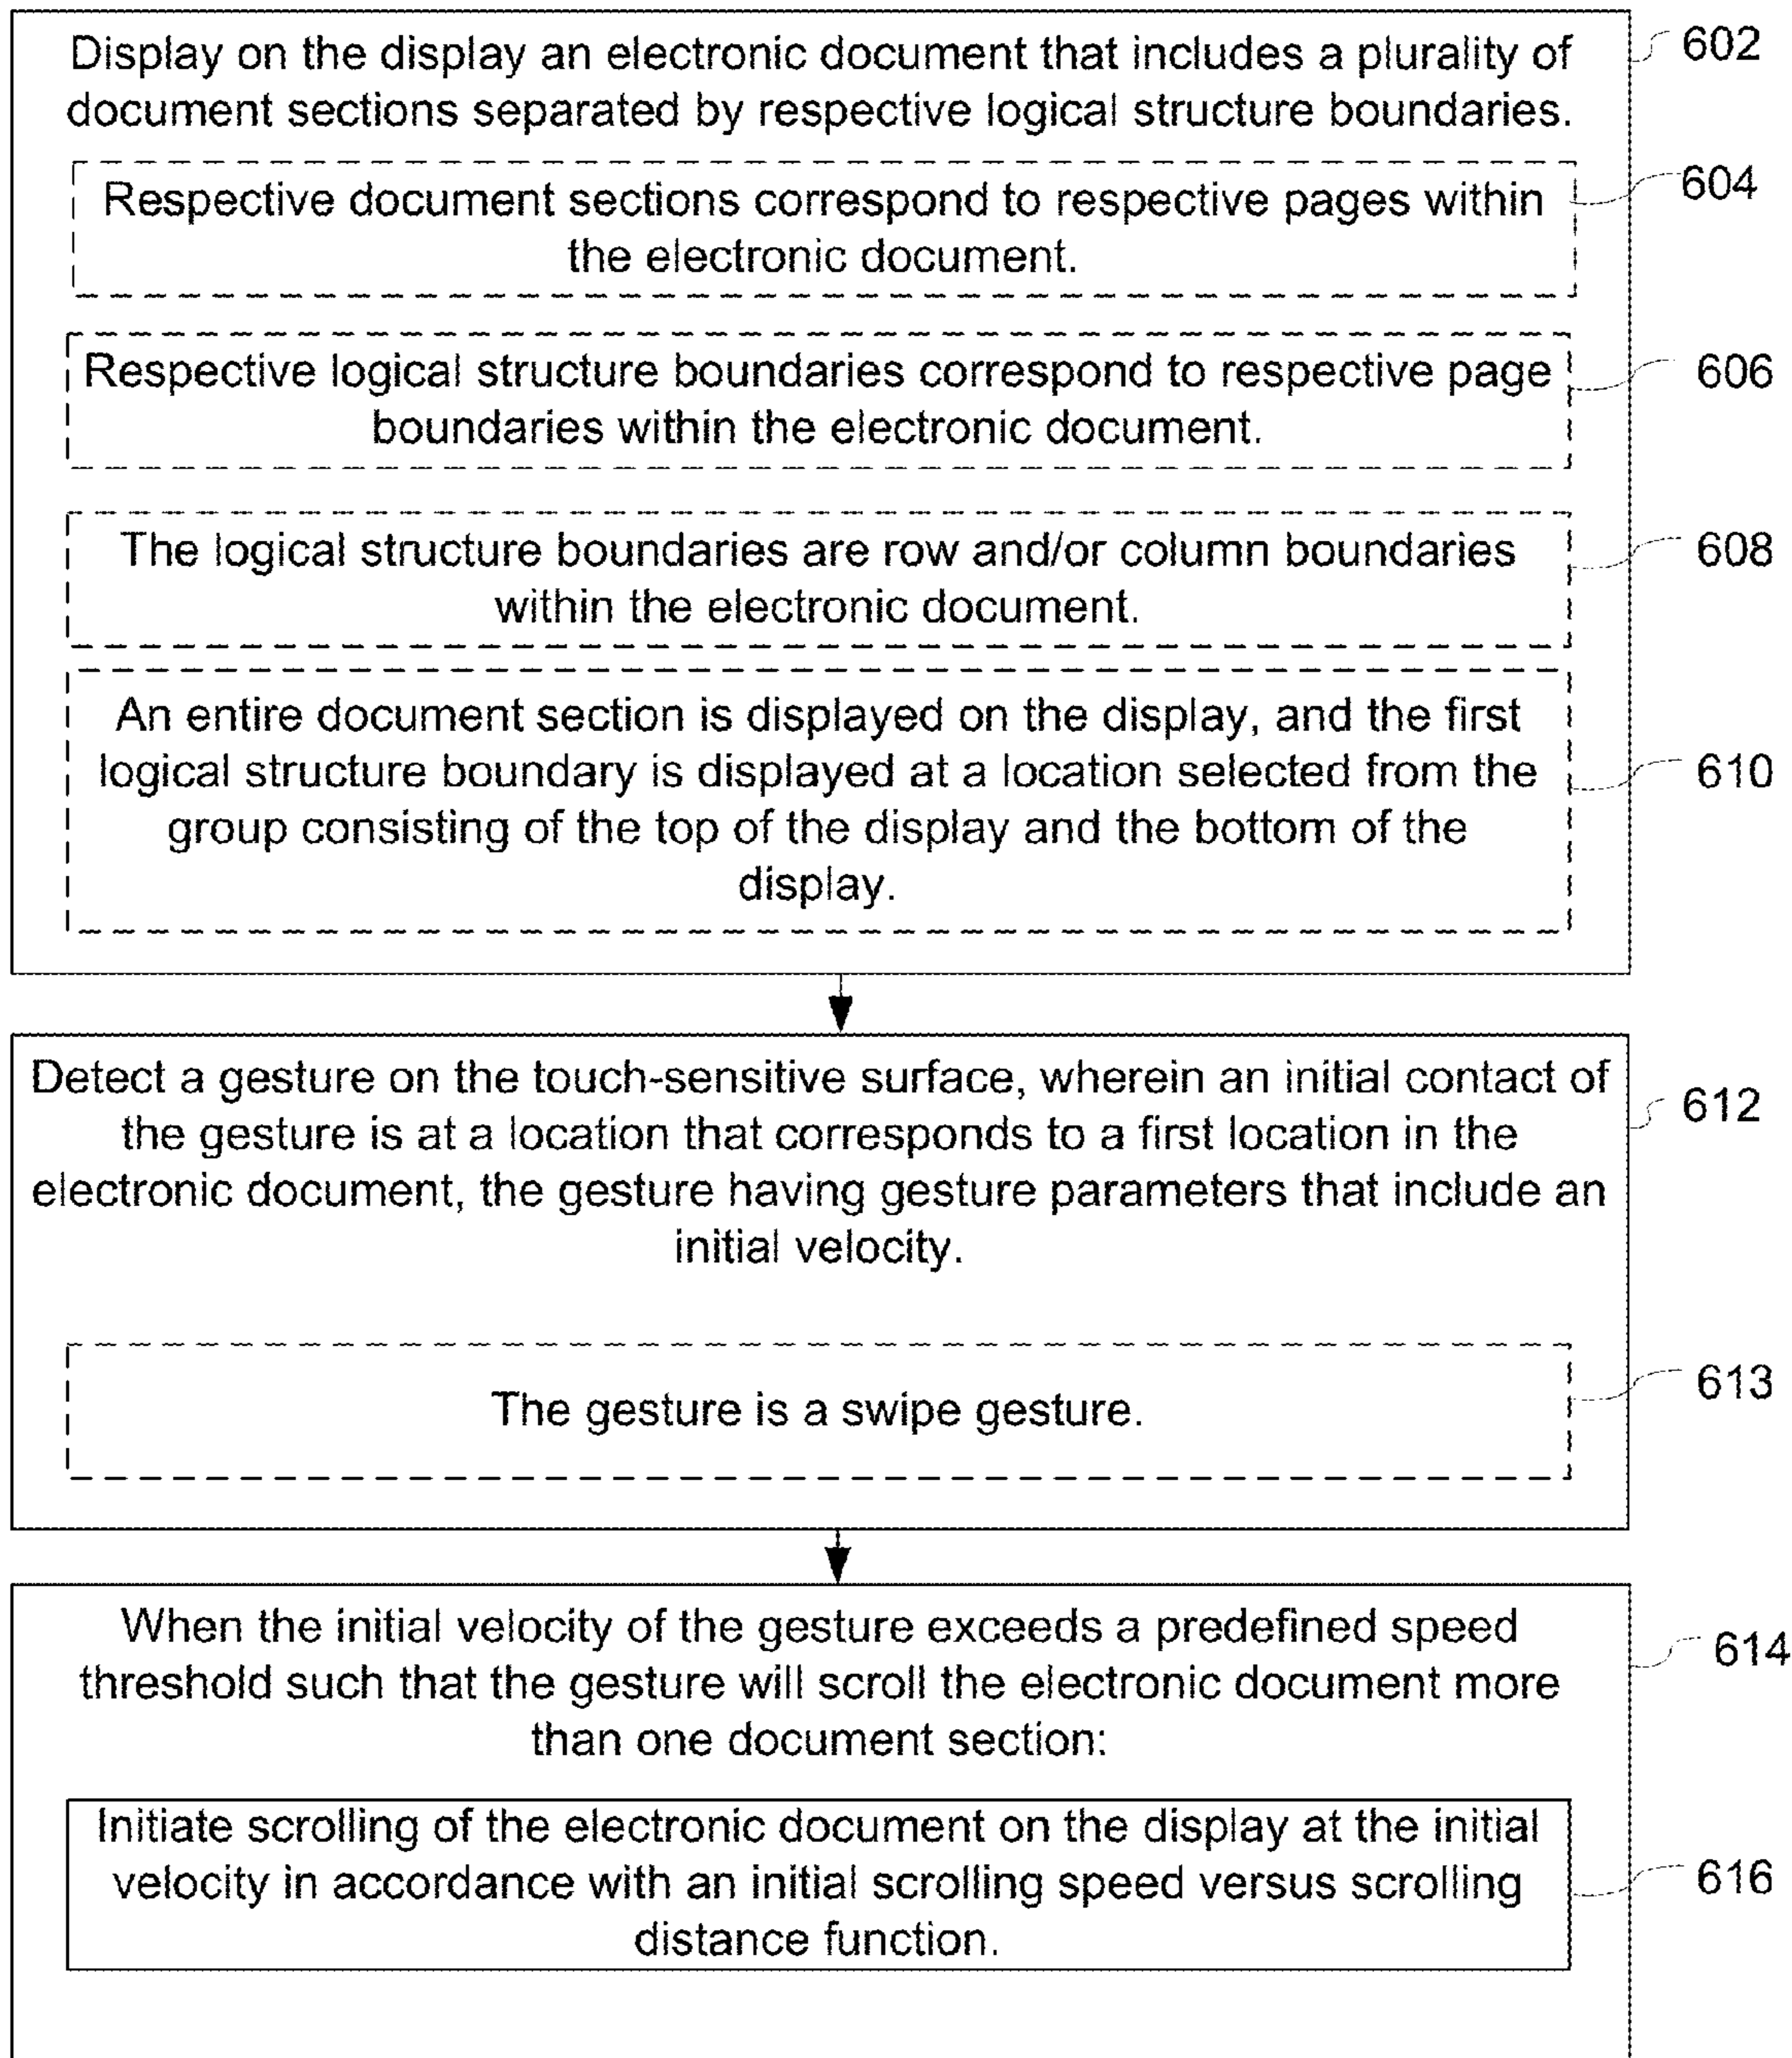 Display on the display an electronic document that includes a plurality of
document sections separated by respective logical structure boundaries.
602
Respective document sections correspond to respective pages within
the electronic document.
604
Respective logical structure boundaries correspond to respective page
boundaries within the electronic document.
606
The logical structure boundaries are row and/or column boundaries
within the electronic document.
608
An entire document section is displayed on the display, and the first
logical structure boundary is displayed at a location selected from the
group consisting of the top of the display and the bottom of the
display.
610
Detect a gesture on the touch-sensitive surface, wherein an initial contact of
the gesture is at a location that corresponds to a first location in the
electronic document, the gesture having gesture parameters that include an
initial velocity.
612
The gesture is a swipe gesture.
613
When the initial velocity of the gesture exceeds a predefined speed
threshold such that the gesture will scroll the electronic document more
than one document section:
614
Initiate scrolling of the electronic document on the display at the initial
velocity in accordance with an initial scrolling speed versus scrolling
distance function.
616